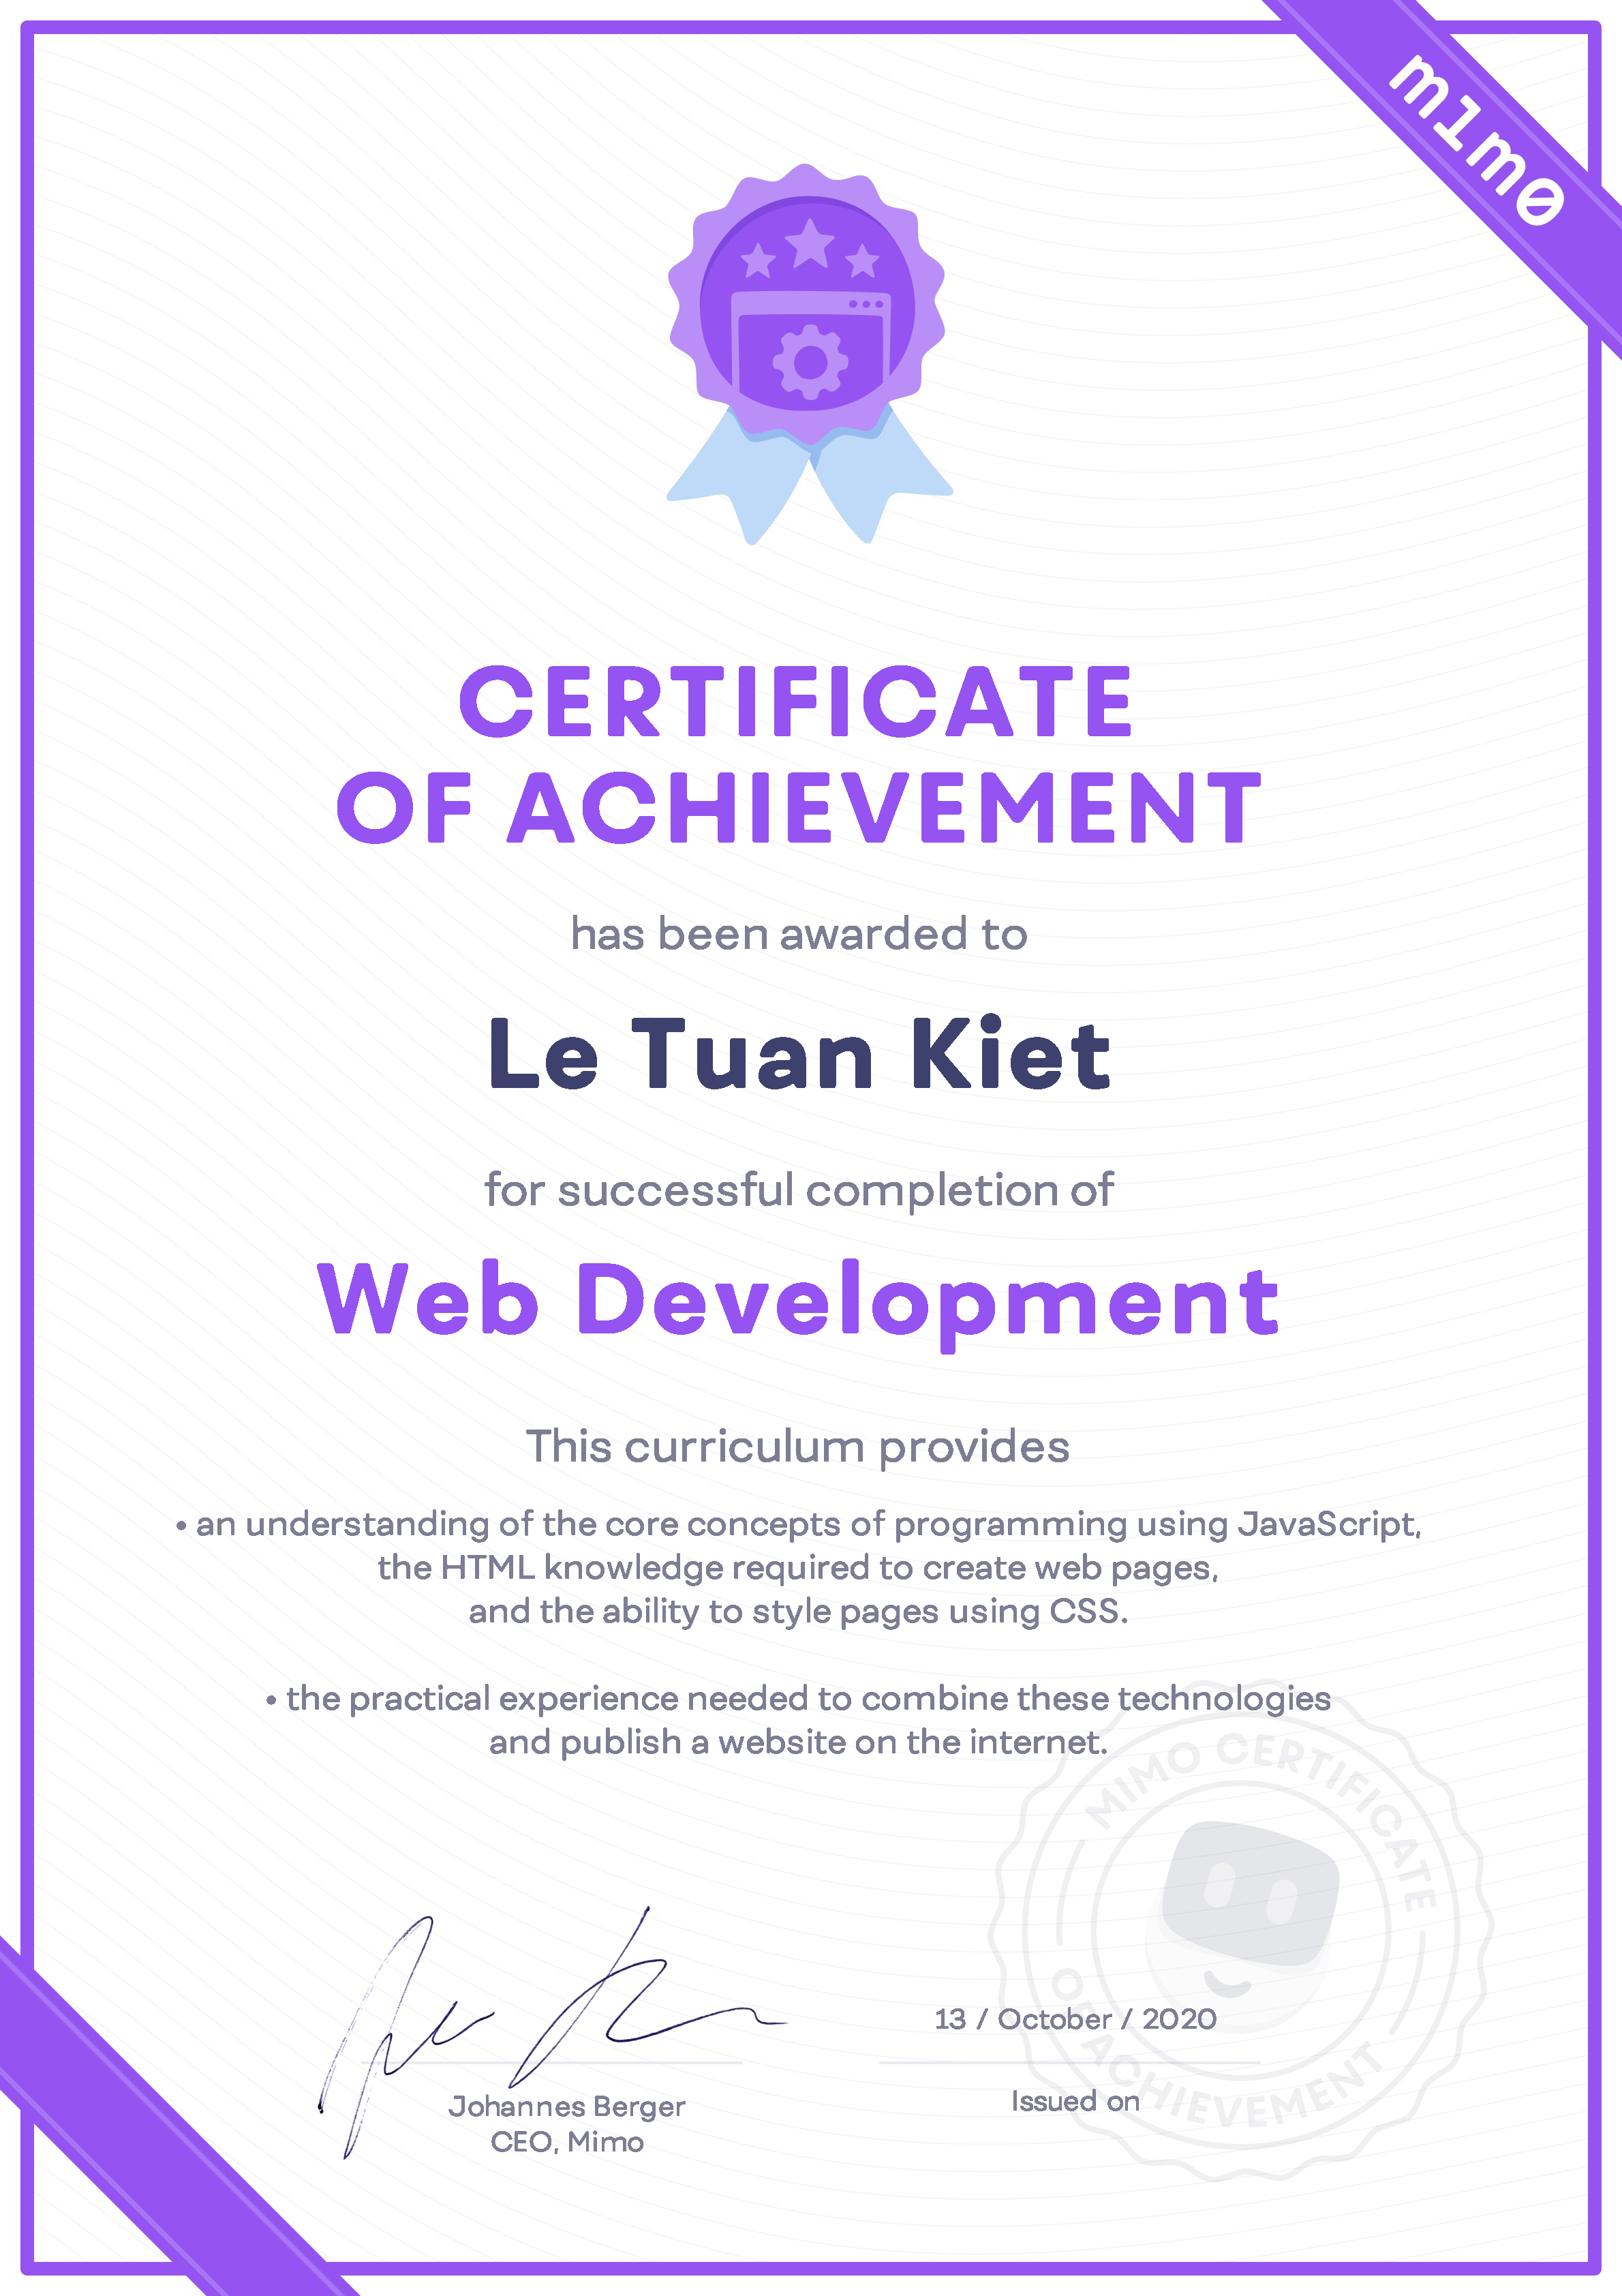 m1m0
CERTIFICATE
OF ACHIEVEMENT
has been awarded to
Le Tuan Kiet
for successful completion of
Web Development
This curriculum provides
• an understanding of the core concepts of programming using JavaScript,
the HTML knowledge required to create web pages,
and the ability to style pages using CSS.
• the practical experience needed to combine these technologies
and publish a website on the internet.
MIMO CERTIFICATE
OF ACHIEVEMENT
13 / October / 2020
Johannes Berger
CEO, Mimo
Issued on